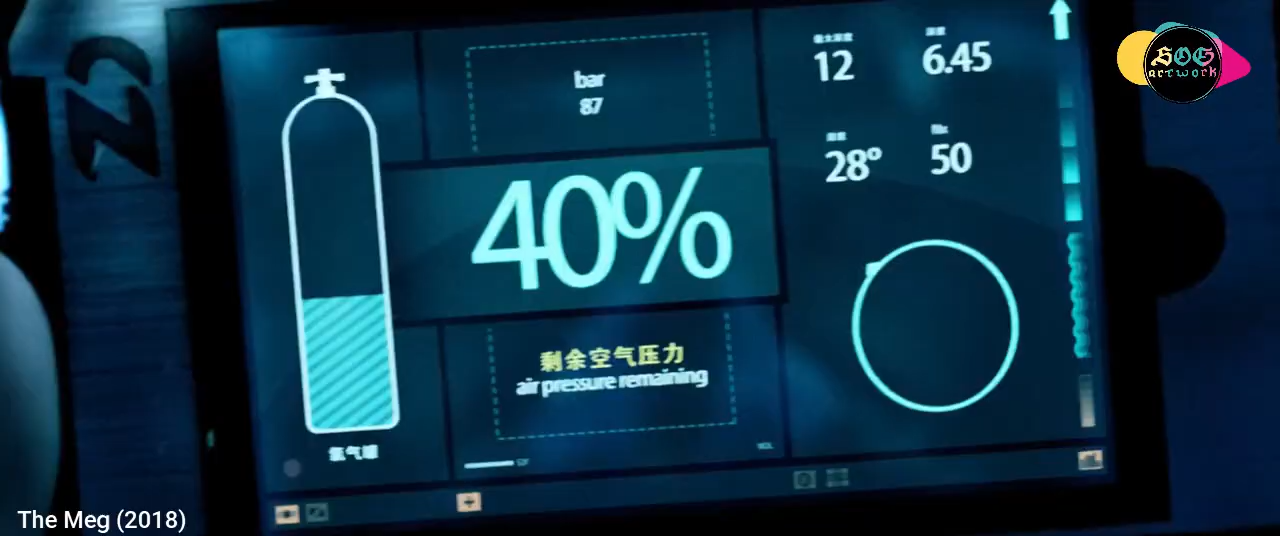 SOG
artwork
bar
87
12
6.45
28°
50
40%
剩余空气压力
air pressure remaining
氧气罐
The Meg (2018)